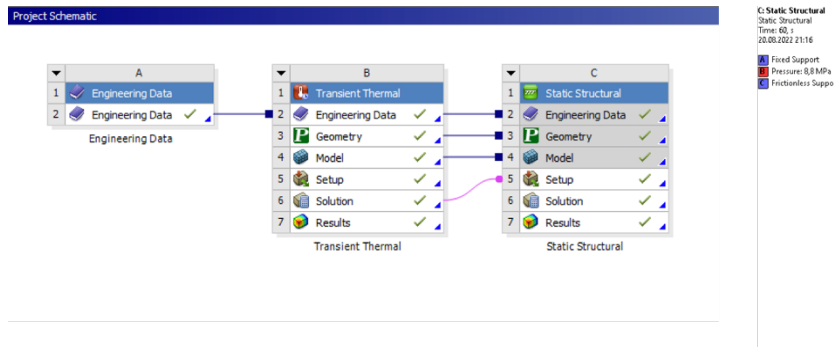 Project Schematic
A
1 Engineering Data
2 Engineering Data
Engineering Data
B
1 Transient Thermal
2 Engineering Data
3 Geometry
4 Model
5 Setup
6 Solution
7 Results
Transient Thermal
C
1 Static Structural
2 Engineering Data
3 Geometry
4 Model
5 Setup
6 Solution
7 Results
Static Structural
C: Static Structural
Static Structural
Time: 60, s
20.08.2022 21:16
A Fixed Support
B Pressure: 8,8 MPa
C Frictionless Suppo